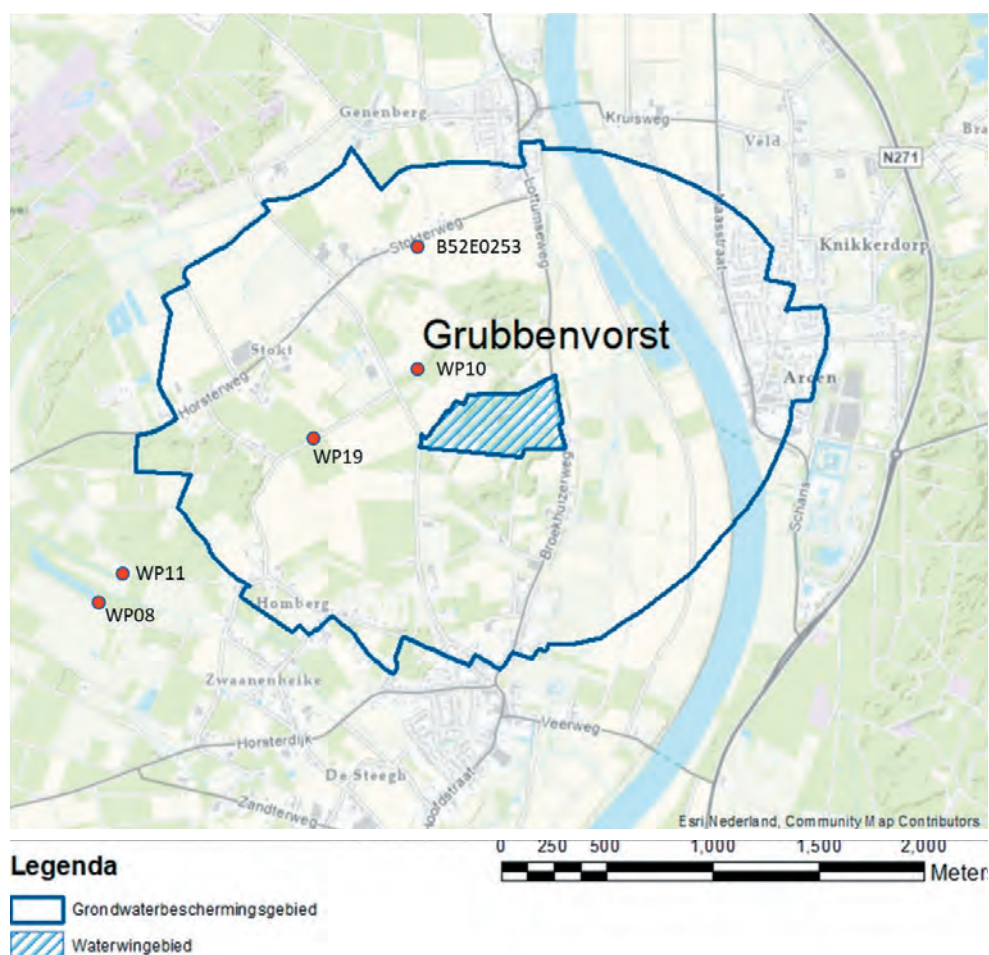 Genenberg
Kruisweg
Veld
Bra
N271
Lottumseweg
Maasstraat
Stokterweg
B52E0253
Knikkerdorp
Grubbenvorst
Stokt
WP10
Arcen
Horsterweg
WP19
Schans
Broekhuizerweg
WP11
WP08
Homberg
Zwaanenheike
Veerweg
Horsterdijk
De Steegh
Hoofdstraat
Zandterweg
Esri Nederland, Community Map Contributors
Legenda
0 250 500 1,000 1,500 2,000
Meters
Grondwaterbeschermingsgebied
Waterwingebied